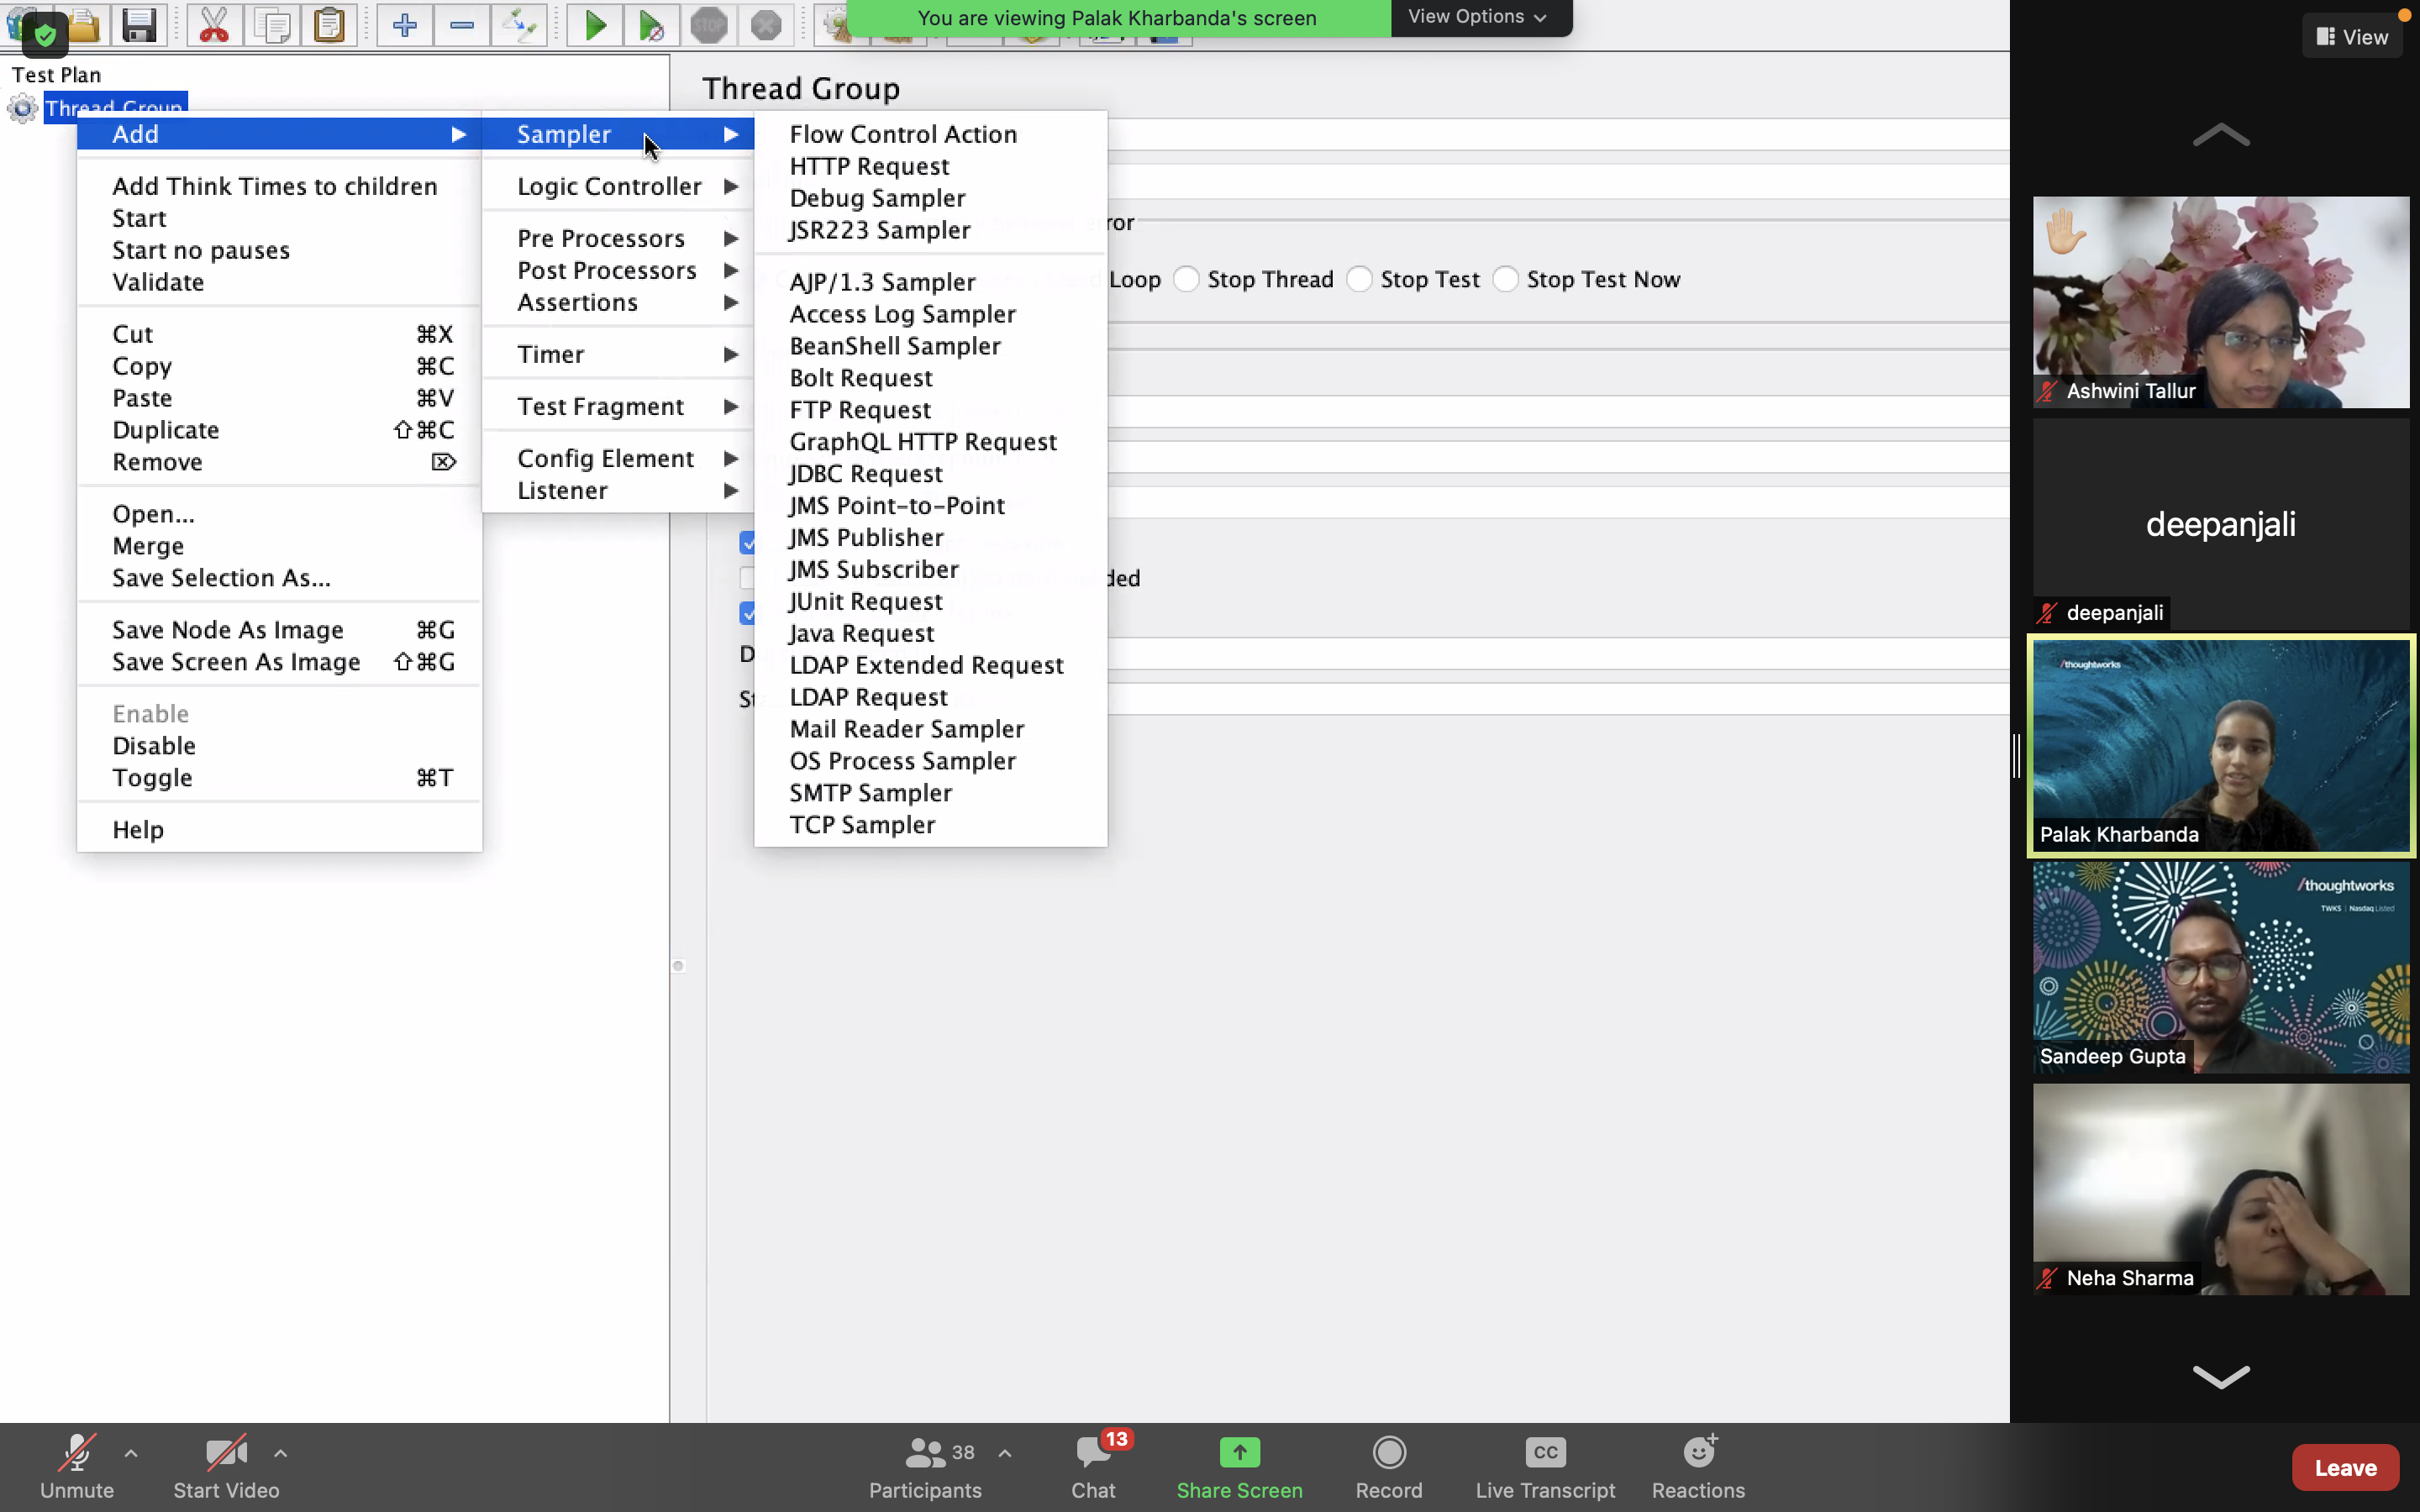 You are viewing Palak Kharbanda's screen
View Options
View
STOP
Test Plan
Thread Group
Thread Group
Add
Add Think Times to children
Start
Start no pauses
Validate
Cut ⌘X
Copy ⌘C
Paste ⌘V
Duplicate ⇧⌘C
Remove ⌦
Open...
Merge
Save Selection As...
Save Node As Image ⌘G
Save Screen As Image ⇧⌘G
Enable
Disable
Toggle ⌘T
Help
Sampler
Logic Controller
Pre Processors
Post Processors
Assertions
Timer
Test Fragment
Config Element
Listener
Flow Control Action
HTTP Request
Debug Sampler
JSR223 Sampler
AJP/1.3 Sampler
Access Log Sampler
BeanShell Sampler
Bolt Request
FTP Request
GraphQL HTTP Request
JDBC Request
JMS Point-to-Point
JMS Publisher
JMS Subscriber
JUnit Request
Java Request
LDAP Extended Request
LDAP Request
Mail Reader Sampler
OS Process Sampler
SMTP Sampler
TCP Sampler
Loop Stop Thread Stop Test Stop Test Now
Ashwini Tallur
deepanjali
deepanjali
/thoughtworks
Palak Kharbanda
/thoughtworks
TWKS | Nasdaq Listed
Sandeep Gupta
Neha Sharma
Unmute
Start Video
38
Participants
13
Chat
Share Screen
Record
CC
Live Transcript
Reactions
Leave